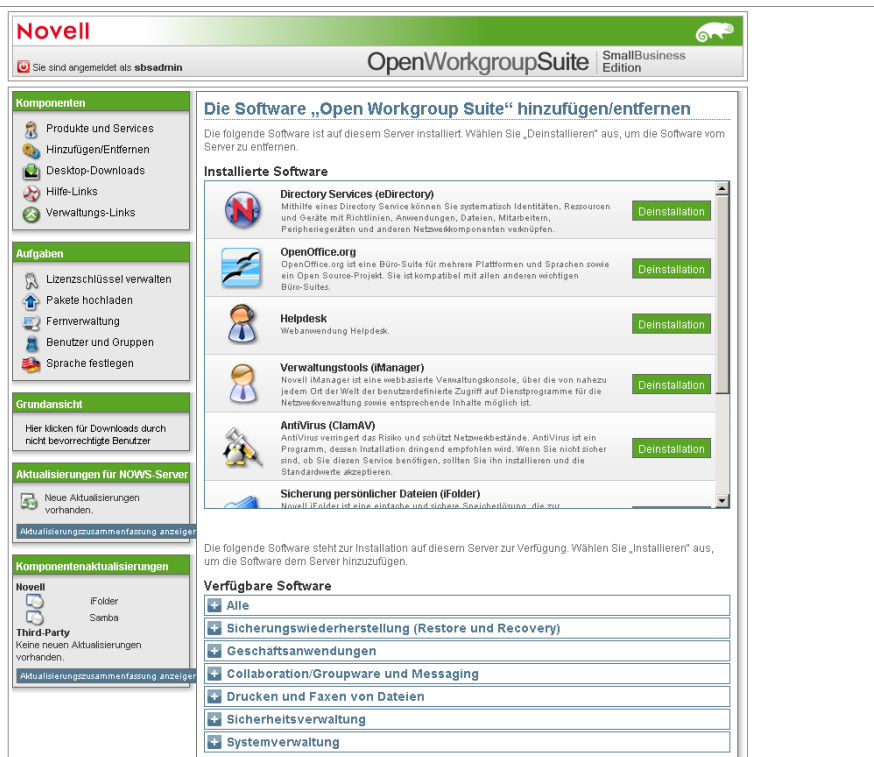 Novell
Sie sind angemeldet als sbsadmin
OpenWorkgroupSuite SmallBusiness
Edition
Komponenten
Produkte und Services
Hinzufügen/Entfernen
Desktop-Downloads
Hilfe-Links
Verwaltungs-Links
Aufgaben
Lizenzschlüssel verwalten
Pakete hochladen
Fernverwaltung
Benutzer und Gruppen
Sprache festlegen
Grundansicht
Hier klicken für Downloads durch
nicht bevorrechtigte Benutzer
Aktualisierungen für NOWS-Server
Neue Aktualisierungen
vorhanden.
Aktualisierungszusammenfassung anzeigen
Komponentenaktualisierungen
Novell
iFolder
Samba
Third-Party
Keine neuen Aktualisierungen
vorhanden.
Aktualisierungszusammenfassung anzeigen
Die Software „Open Workgroup Suite“ hinzufügen/entfernen
Die folgende Software ist auf diesem Server installiert. Wählen Sie „Deinstallieren“ aus, um die Software vom
Server zu entfernen.
Installierte Software
Directory Services (eDirectory)
Mithilfe eines Directory Service können Sie systematisch Identitäten, Ressourcen
und Geräte mit Richtlinien, Anwendungen, Dateien, Mitarbeitern,
Peripheriegeräten und anderen Netzwerkkomponenten verknüpfen.
Deinstallation
OpenOffice.org
OpenOffice.org ist eine Büro-Suite für mehrere Plattformen und Sprachen sowie
ein Open Source-Projekt. Sie ist kompatibel mit allen anderen wichtigen
Büro-Suites.
Deinstallation
Helpdesk
Webanwendung Helpdesk.
Deinstallation
Verwaltungstools (iManager)
Novell iManager ist eine webbasierte Verwaltungskonsole, über die von nahezu
jedem Ort der Welt der benutzerdefinierte Zugriff auf Dienstprogramme für die
Netzwerkverwaltung sowie entsprechende Inhalte möglich ist.
Deinstallation
AntiVirus (ClamAV)
AntiVirus verringert das Risiko und schützt Netzwerkbestände. AntiVirus ist ein
Programm, dessen Installation dringend empfohlen wird. Wenn Sie nicht sicher
sind, ob Sie diesen Service benötigen, sollten Sie ihn installieren und die
Standardwerte akzeptieren.
Deinstallation
Sicherung persönlicher Dateien (iFolder)
Novell iFolder ist eine einfache und sichere Speicherlösung, die zur
Die folgende Software steht zur Installation auf diesem Server zur Verfügung. Wählen Sie „Installieren“ aus,
um die Software dem Server hinzuzufügen.
Verfügbare Software
Alle
Sicherungswiederherstellung (Restore und Recovery)
Geschäftsanwendungen
Collaboration/Groupware und Messaging
Drucken und Faxen von Dateien
Sicherheitsverwaltung
Systemverwaltung